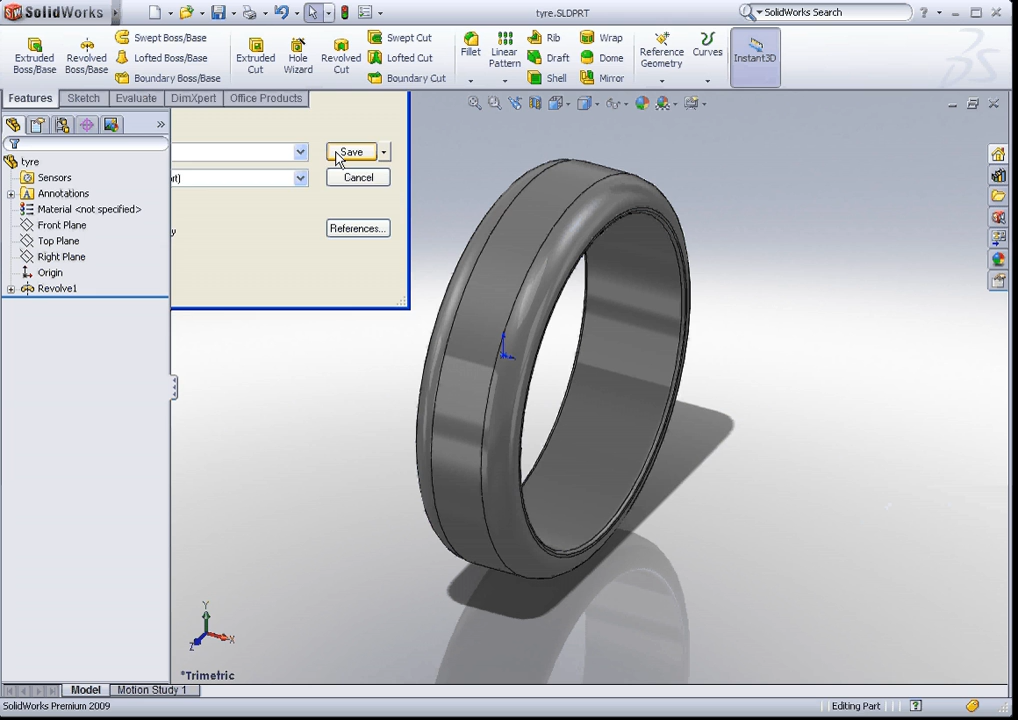 SolidWorks
tyre.SLDPRT
SolidWorks Search
Extruded Boss/Base
Revolved Boss/Base
Swept Boss/Base
Lofted Boss/Base
Boundary Boss/Base
Extruded Cut
Hole Wizard
Revolved Cut
Swept Cut
Lofted Cut
Boundary Cut
Fillet
Linear Pattern
Rib
Draft
Shell
Wrap
Dome
Mirror
Reference Geometry
Curves
Instant3D
Features
Sketch
Evaluate
DimXpert
Office Products
tyre
Sensors
Annotations
Material <not specified>
Front Plane
Top Plane
Right Plane
Origin
Revolve1
Save
Cancel
References...
Y
X
Z
*Trimetric
Model
Motion Study 1
SolidWorks Premium 2009
Editing Part